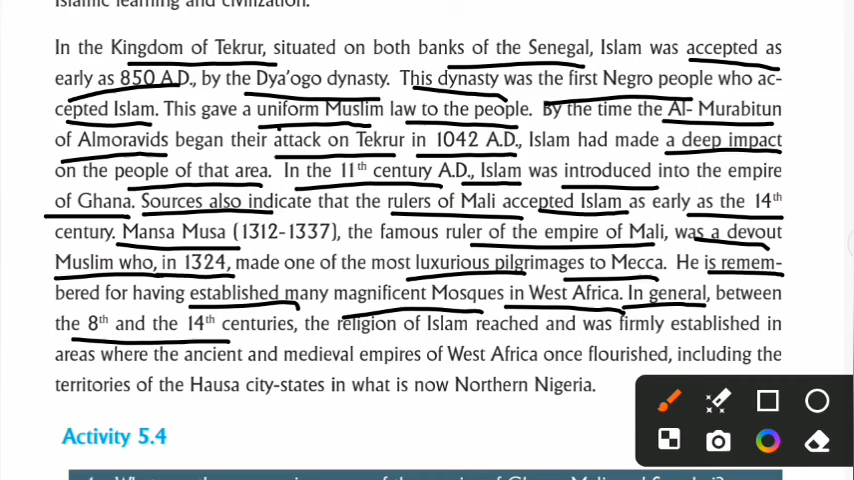 Islamic learning and civilization.
In the Kingdom of Tekrur, situated on both banks of the Senegal, Islam was accepted as
early as 850 A.D., by the Dya'ogo dynasty. This dynasty was the first Negro people who ac-
cepted Islam. This gave a uniform Muslim law to the people. By the time the Al- Murabitun
of Almoravids began their attack on Tekrur in 1042 A.D., Islam had made a deep impact
on the people of that area. In the 11th century A.D., Islam was introduced into the empire
of Ghana. Sources also indicate that the rulers of Mali accepted Islam as early as the 14th
century. Mansa Musa (1312-1337), the famous ruler of the empire of Mali, was a devout
Muslim who, in 1324, made one of the most luxurious pilgrimages to Mecca. He is remem-
bered for having established many magnificent Mosques in West Africa. In general, between
the 8th and the 14th centuries, the religion of Islam reached and was firmly established in
areas where the ancient and medieval empires of West Africa once flourished, including the
territories of the Hausa city-states in what is now Northern Nigeria.
Activity 5.4